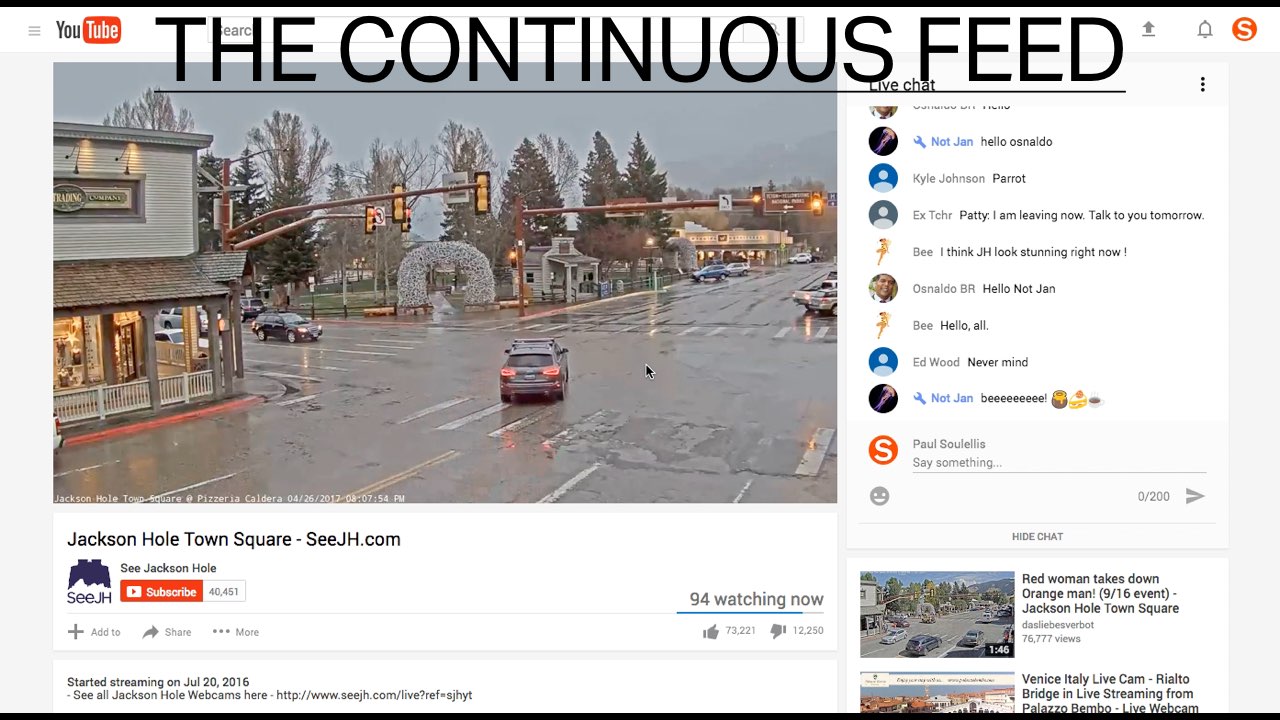 THE CONTINUOUS FEED
YouTube
Searc
Live chat
TRADING COMPANY
Osnaldo BR Hello
Not Jan hello osnaldo
Kyle Johnson Parrot
Ex Tchr Patty: I am leaving now. Talk to you tomorrow.
Bee I think JH look stunning right now !
Osnaldo BR Hello Not Jan
Bee Hello, all.
Ed Wood Never mind
Not Jan beeeeeeeee! 🍯🍰☕
Paul Soulellis
Say something...
0/200
HIDE CHAT
Jackson Hole Town Square @ Pizzeria Caldera 04/26/2017 08:07:54 PM
Jackson Hole Town Square - SeeJH.com
See Jackson Hole
SEEJH
Subscribe 40,451
94 watching now
Add to Share More
73,221 12,250
Started streaming on Jul 20, 2016
- See all Jackson Hole Webcams here - http://www.seejh.com/live?ref=sjhyt
Red woman takes down
Orange man! (9/16 event) -
Jackson Hole Town Square
dasliebesverbot
76,777 views
1:46
Venice Italy Live Cam - Rialto
Bridge in Live Streaming from
Palazzo Bembo - Live Webcam